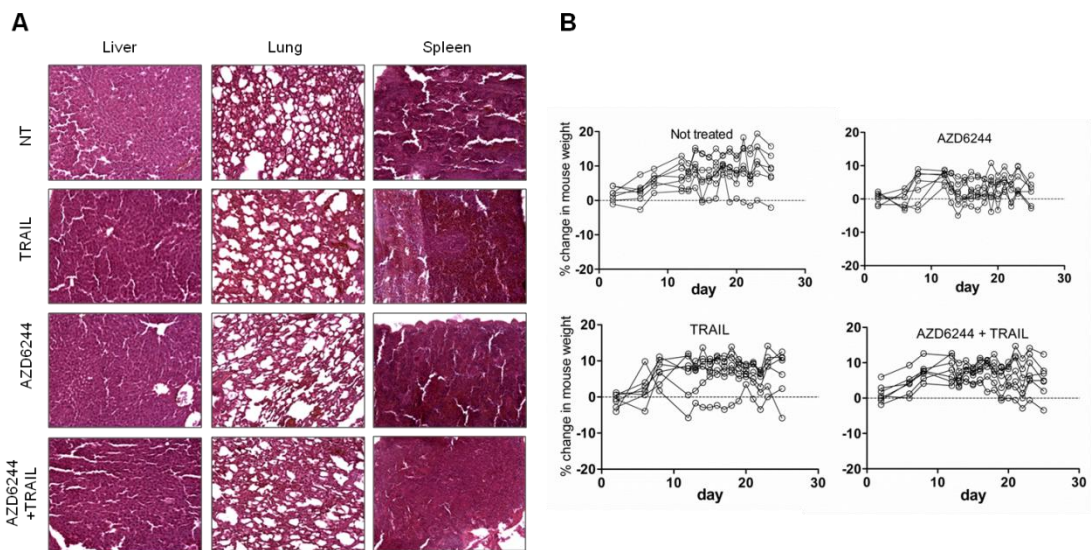 A
Liver Lung Spleen
NT
TRAIL
AZD6244
AZD6244
+TRAIL
B
% change in mouse weight
Not treated
20
10
0
-10
-20
0 10 20 30
day
AZD6244
20
10
0
-10
-20
0 10 20 30
day
% change in mouse weight
TRAIL
20
10
0
-10
-20
0 10 20 30
day
AZD6244 + TRAIL
20
10
0
-10
-20
0 10 20 30
day